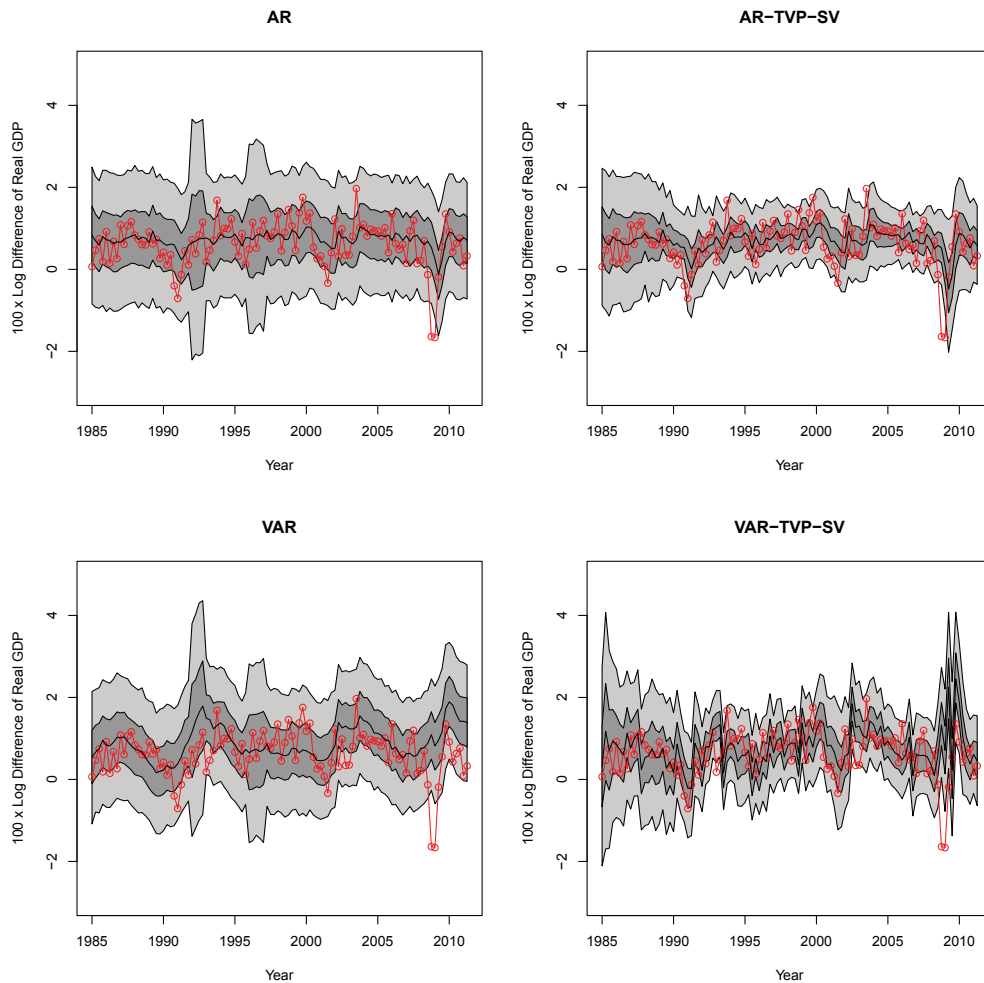 AR
100 x Log Difference of Real GDP
4
2
0
−2
1985 1990 1995 2000 2005 2010
Year
AR−TVP−SV
100 x Log Difference of Real GDP
4
2
0
−2
1985 1990 1995 2000 2005 2010
Year
VAR
100 x Log Difference of Real GDP
4
2
0
−2
1985 1990 1995 2000 2005 2010
Year
VAR−TVP−SV
100 x Log Difference of Real GDP
4
2
0
−2
1985 1990 1995 2000 2005 2010
Year